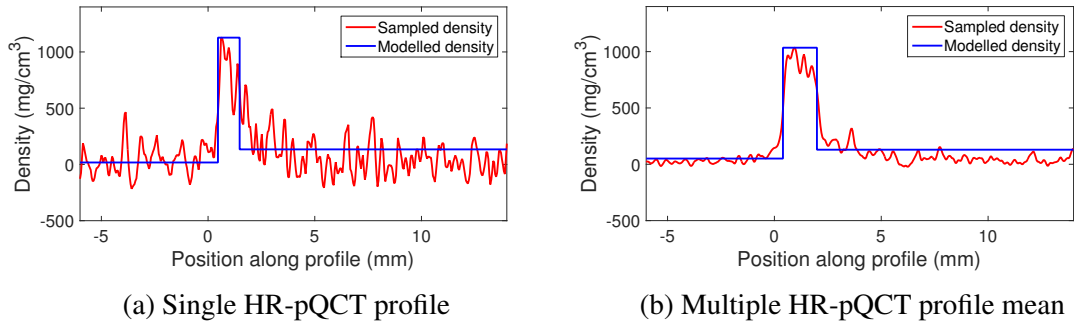 Sampled density
Modelled density
1000
500
0
-500
Density (mg/cm³)
-5
0
5
10
Position along profile (mm)
(a) Single HR-pQCT profile
Sampled density
Modelled density
1000
500
0
-500
Density (mg/cm³)
-5
0
5
10
Position along profile (mm)
(b) Multiple HR-pQCT profile mean